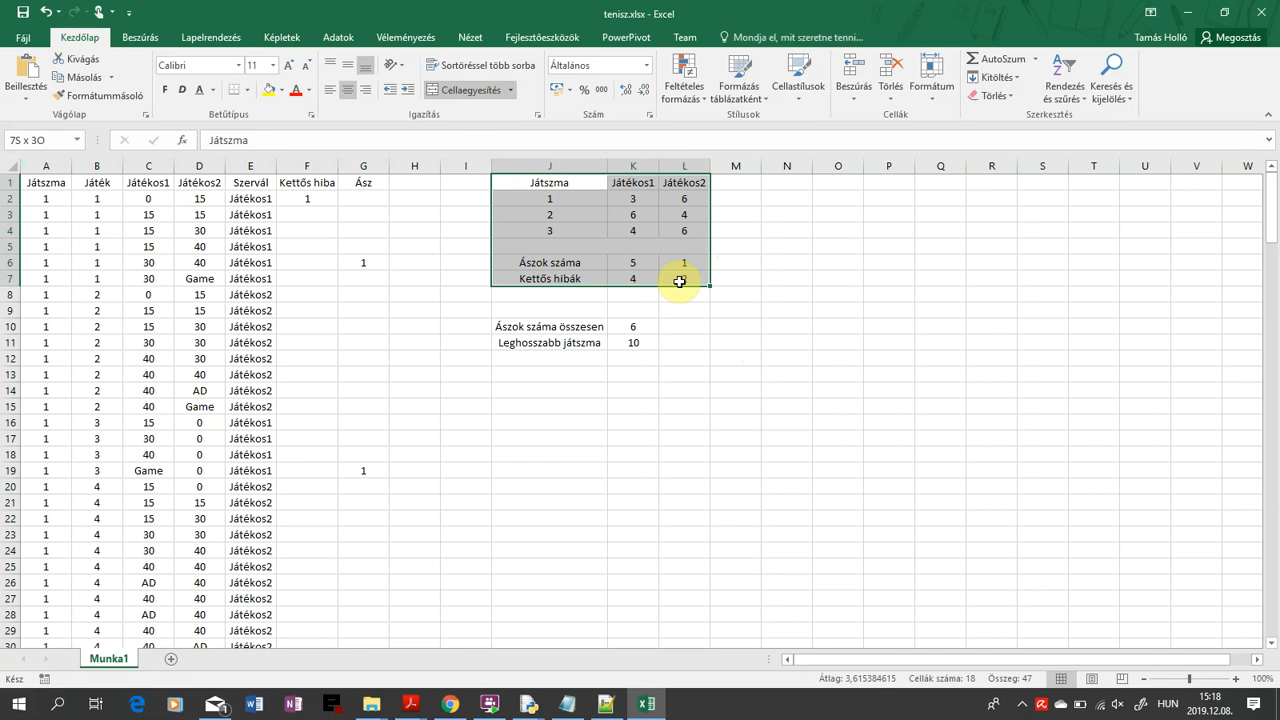 tenisz.xlsx - Excel
Fájl Kezdőlap Beszúrás Lapelrendezés Képletek Adatok Véleményezés Nézet Fejlesztőeszközök PowerPivot Team Mondja el, mit szeretne tenni... Tamás Holló Megosztás
Beillesztés
Kivágás
Másolás
Formátummásoló
Vágólap
Calibri 11
F D A
Betűtípus
Sortöréssel több sorba
Cellaegyesítés
Igazítás
Általános
% 000
Szám
Feltételes formázás
Formázás táblázatként
Cellastílusok
Stílusok
Beszúrás Törlés Formátum
Cellák
AutoSzum
Kitöltés
Törlés
Rendezés és szűrés
Keresés és kijelölés
Szerkesztés
7S x 3O fx Játszma
A B C D E F G H I J K L M N O P Q R S T U V W
1 Játszma Játék Játékos1 Játékos2 Szervál Kettős hiba Ász Játszma Játékos1 Játékos2
2 1 1 0 15 Játékos1 1 1 3 6
3 1 1 15 15 Játékos1 2 6 4
4 1 1 15 30 Játékos1 3 4 6
5 1 1 15 40 Játékos1
6 1 1 30 40 Játékos1 1 Ászok száma 5 1
7 1 1 30 Game Játékos1 Kettős hibák 4
8 1 2 0 15 Játékos2
9 1 2 15 15 Játékos2
10 1 2 15 30 Játékos2 Ászok száma összesen 6
11 1 2 30 30 Játékos2 Leghosszabb játszma 10
12 1 2 40 30 Játékos2
13 1 2 40 40 Játékos2
14 1 2 40 AD Játékos2
15 1 2 40 Game Játékos2
16 1 3 15 0 Játékos1
17 1 3 30 0 Játékos1
18 1 3 40 0 Játékos1
19 1 3 Game 0 Játékos1 1
20 1 4 15 0 Játékos2
21 1 4 15 15 Játékos2
22 1 4 15 30 Játékos2
23 1 4 30 30 Játékos2
24 1 4 30 40 Játékos2
25 1 4 40 40 Játékos2
26 1 4 AD 40 Játékos2
27 1 4 40 40 Játékos2
28 1 4 AD 40 Játékos2
29 1 4 40 40 Játékos2
30 1 4 40 AD Játékos2
Munka1
Kész Átlag: 3,615384615 Cellák száma: 18 Összeg: 47 100%
HUN 15:18
2019.12.08.